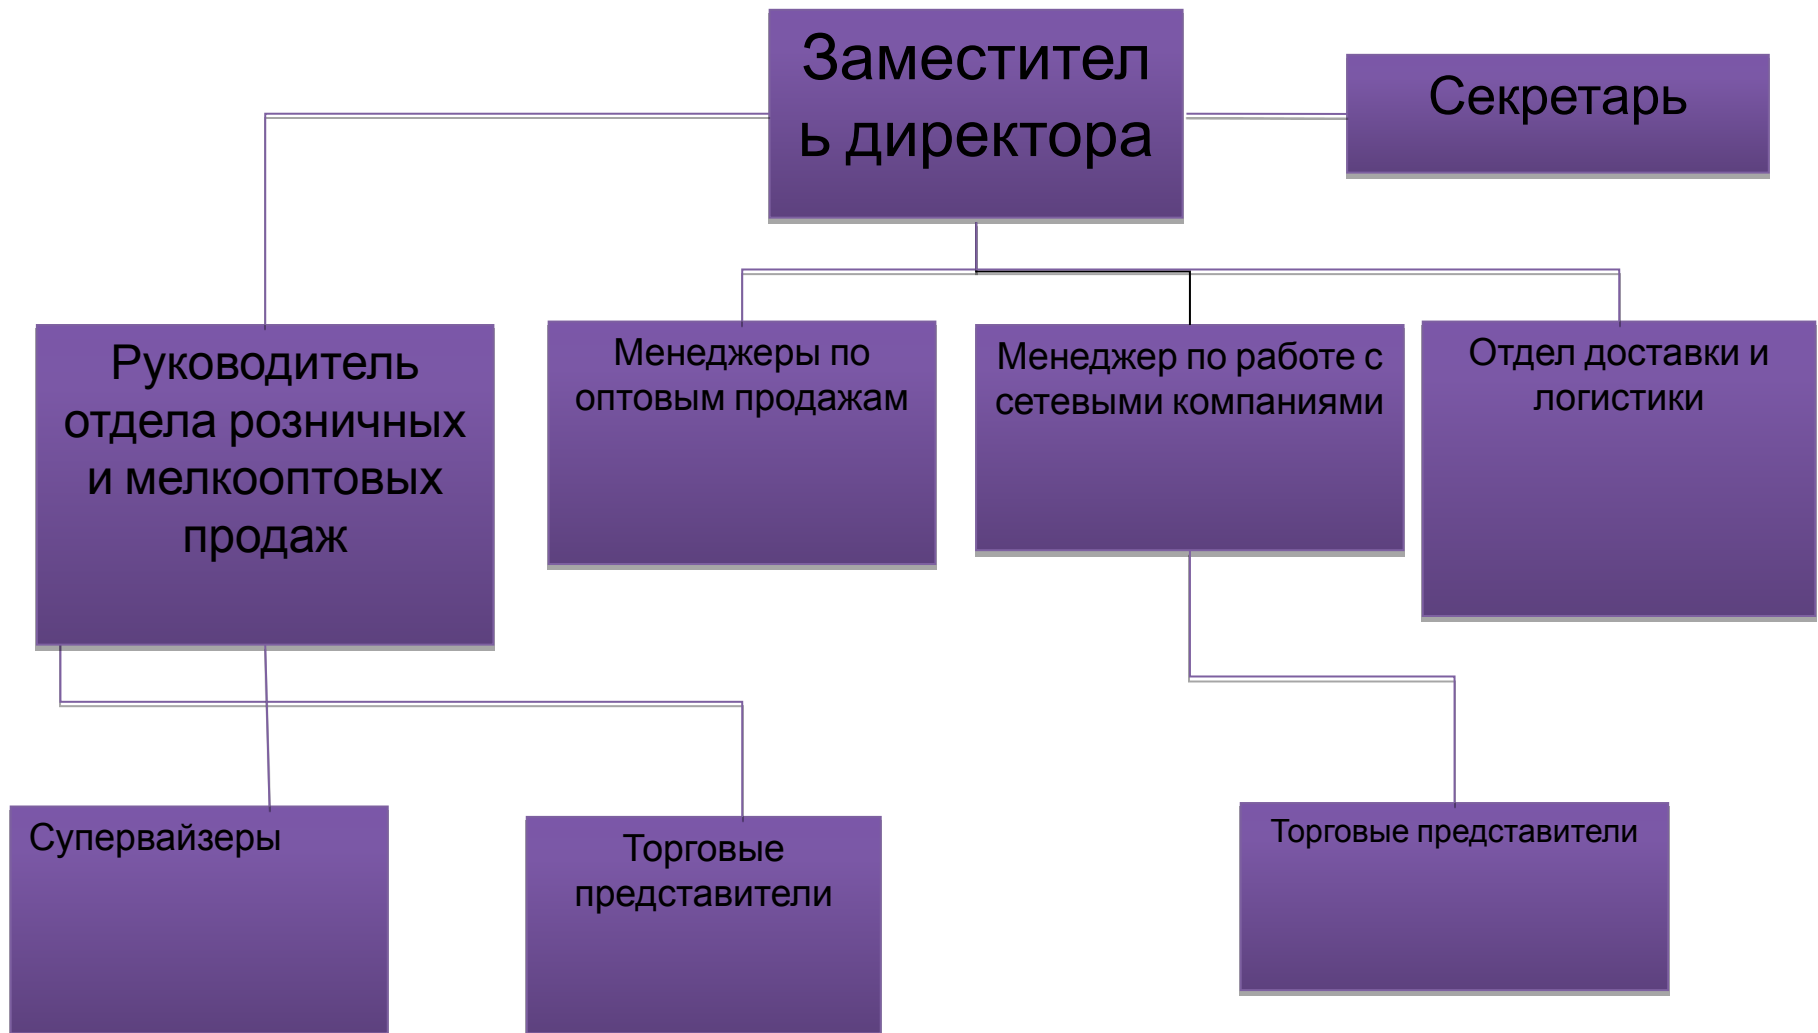 Заместител
ь директора
Секретарь
Руководитель
отдела розничных
и мелкооптовых
продаж
Менеджеры по
оптовым продажам
Менеджер по работе с
сетевыми компаниями
Отдел доставки и
логистики
Супервайзеры
Торговые
представители
Торговые представители